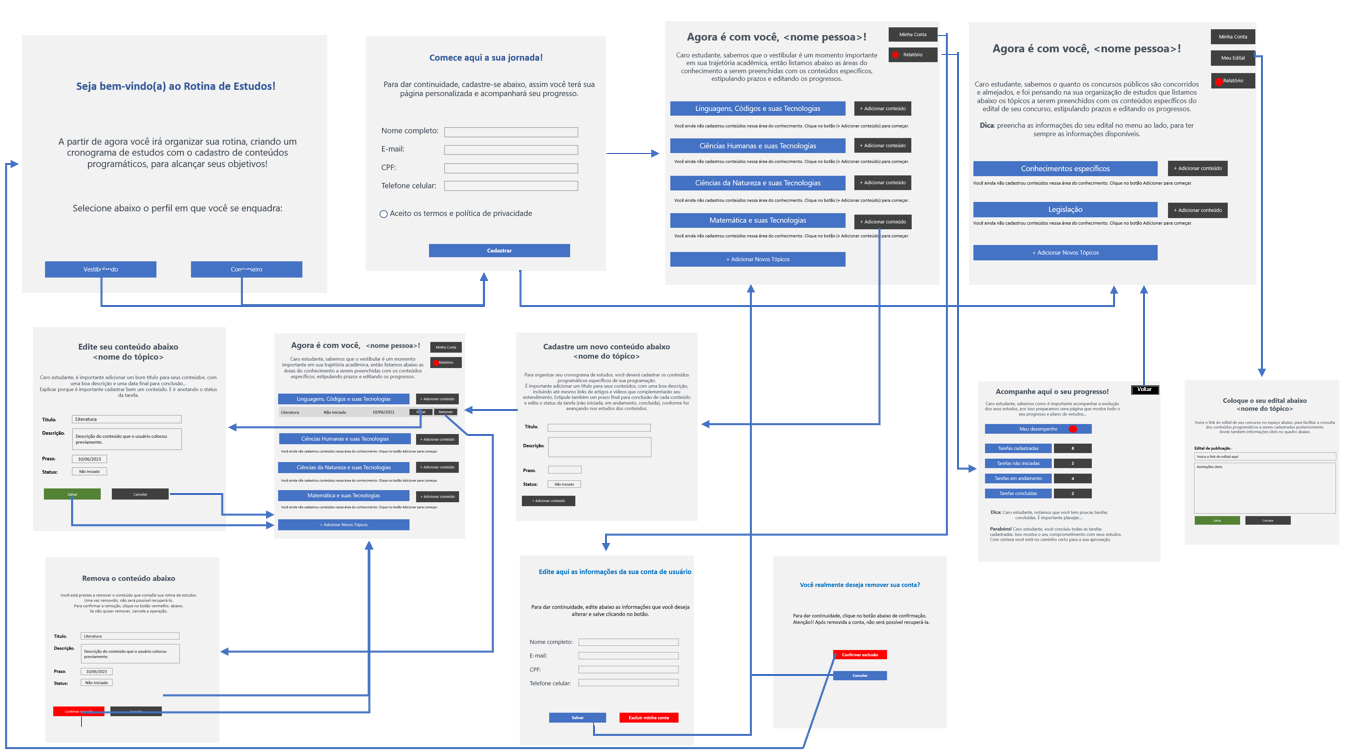 Seja bem-vindo(a) ao Rotina de Estudos!
A partir de agora você irá organizar sua rotina, criando um
cronograma de estudos com o cadastro de conteúdos
programáticos, para alcançar seus objetivos!
Selecione abaixo o perfil em que você se enquadra:
Vestibulando
Concurseiro
Comece aqui a sua jornada!
Para dar continuidade, cadastre-se abaixo, assim você terá sua
página personalizada e acompanhará seu progresso.
Nome completo:
E-mail:
CPF:
Telefone celular:
Aceito os termos e política de privacidade
Cadastrar
Agora é com você, <nome pessoa>!
Minha Conta
Relatório
Caro estudante, sabemos que o vestibular é um momento importante
em sua trajetória acadêmica, então listamos abaixo as áreas do
conhecimento a serem preenchidas com os conteúdos específicos,
estipulando prazos e editando os progressos.
Linguagens, Códigos e suas Tecnologias
+ Adicionar conteúdo
Você ainda não cadastrou conteúdos nessa área do conhecimento. Clique no botão (+ Adicionar conteúdo) para começar.
Ciências Humanas e suas Tecnologias
+ Adicionar conteúdo
Você ainda não cadastrou conteúdos nessa área do conhecimento. Clique no botão (+ Adicionar conteúdo) para começar.
Ciências da Natureza e suas Tecnologias
+ Adicionar conteúdo
Você ainda não cadastrou conteúdos nessa área do conhecimento. Clique no botão (+ Adicionar conteúdo) para começar.
Matemática e suas Tecnologias
+ Adicionar conteúdo
Você ainda não cadastrou conteúdos nessa área do conhecimento. Clique no botão (+ Adicionar conteúdo) para começar.
+ Adicionar Novos Tópicos
Agora é com você, <nome pessoa>!
Minha Conta
Meu Edital
Relatório
Caro estudante, sabemos o quanto os concursos públicos são concorridos
e almejados, e foi pensando na sua organização de estudos que listamos
abaixo os tópicos a serem preenchidos com os conteúdos específicos do
edital de seu concurso, estipulando prazos e editando os progressos.
Dica: preencha as informações do seu edital no menu ao lado, para ter
sempre as informações disponíveis.
Conhecimentos específicos
+ Adicionar conteúdo
Você ainda não cadastrou conteúdos nessa área do conhecimento. Clique no botão Adicionar conteúdo para começar.
Legislação
+ Adicionar conteúdo
Você ainda não cadastrou conteúdos nessa área do conhecimento. Clique no botão Adicionar conteúdo para começar.
+ Adicionar Novos Tópicos
Edite seu conteúdo abaixo
<nome do tópico>
Caro estudante, é importante adicionar um bom título para seus conteúdos, com
uma boa descrição e uma data final para conclusão...
Explicar porque é importante cadastrar bem um conteúdo. E ir anotando o status
da tarefa.
Título.
Literatura
Descrição.
Descrição do conteúdo que o usuário colocou
previamente.
Prazo.
10/06/2023
Status:
Não iniciado
Salvar
Cancelar
Agora é com você, <nome pessoa>!
Minha Conta
Relatório
Caro estudante, sabemos que o vestibular é um momento
importante em sua trajetória acadêmica, então listamos abaixo as
áreas do conhecimento a serem preenchidas com os conteúdos
específicos, estipulando prazos e editando os progressos.
Linguagens, Códigos e suas Tecnologias
+ Adicionar conteúdo
Literatura
Não iniciado
10/06/2022
Remover
Ciências Humanas e suas Tecnologias
+ Adicionar conteúdo
Você ainda não cadastrou conteúdos nessa área do conhecimento. Clique no botão Adicionar conteúdo para começar.
Ciências da Natureza e suas Tecnologias
+ Adicionar conteúdo
Você ainda não cadastrou conteúdos nessa área do conhecimento. Clique no botão Adicionar conteúdo para começar.
Matemática e suas Tecnologias
+ Adicionar conteúdo
Você ainda não cadastrou conteúdos nessa área do conhecimento. Clique no botão Adicionar conteúdo para começar.
+ Adicionar Novos Tópicos
Cadastre um novo conteúdo abaixo
<nome do tópico>
Para organizar seu cronograma de estudos, você deverá cadastrar os conteúdos
programáticos específicos de sua programação.
É importante adicionar um título para seus conteúdos, com uma boa descrição,
incluindo até mesmo links de artigos e vídeos que complementarão seu
entendimento. Estipule também um prazo final para conclusão de cada conteúdo
e edite o status da tarefa (não iniciada, em andamento, concluída), conforme for
avançando nos estudos dos conteúdos.
Título.
Descrição
Prazo.
Status:
Não iniciado
+ Adicionar conteúdo
Acompanhe aqui o seu progresso!
Voltar
Caro estudante, sabemos como é importante acompanhar a evolução
dos seus estudos, por isso preparamos uma página que mostra todo o
seu progresso e plano de estudos...
Meu desempenho
Tarefas cadastradas
8
Tarefas não iniciadas
2
Tarefas em andamento
4
Tarefas concluídas
2
Dica: Caro estudante, notamos que você tem poucas tarefas
concluídas. É importante planejar...
Parabéns! Caro estudante, você concluiu todas as tarefas
cadastradas. Isso mostra o seu comprometimento com seus estudos.
Com certeza você está no caminho certo para a sua aprovação.
Coloque o seu edital abaixo
<nome do tópico>
Insira o link do edital de seu concurso no espaço abaixo, para facilitar a consulta
dos conteúdos programáticos a serem cadastrados posteriormente.
Anote também informações úteis no quadro abaixo.
Edital de publicação.
Insira o link do edital aqui
Anotações úteis
Salvar
Cancelar
Remova o conteúdo abaixo
Você está prestes a remover o conteúdo que compõe sua rotina de estudos.
Uma vez removido, não será possível recuperá-lo.
Para confirmar a remoção, clique no botão vermelho, abaixo.
Se não quiser remover, cancele a operação.
Título.
Literatura
Descrição.
Descrição do conteúdo que o usuário colocou
previamente.
Prazo.
10/06/2023
Status:
Não iniciado
Edite aqui as informações da sua conta de usuário
Para dar continuidade, edite abaixo as informações que você deseja
alterar e salve clicando no botão.
Nome completo:
E-mail:
CPF:
Telefone celular:
Salvar
Excluir minha conta
Você realmente deseja remover sua conta?
Para dar continuidade, clique no botão abaixo de confirmação.
Atenção!! Após removida a conta, não será possível recuperá-la.
Confirmar exclusão
Cancelar